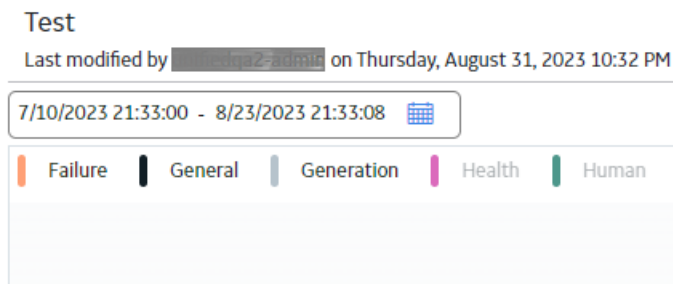 Test
Last modified by on Thursday, August 31, 2023 10:32 PM
7/10/2023 21:33:00 - 8/23/2023 21:33:08
Failure General Generation Health Human